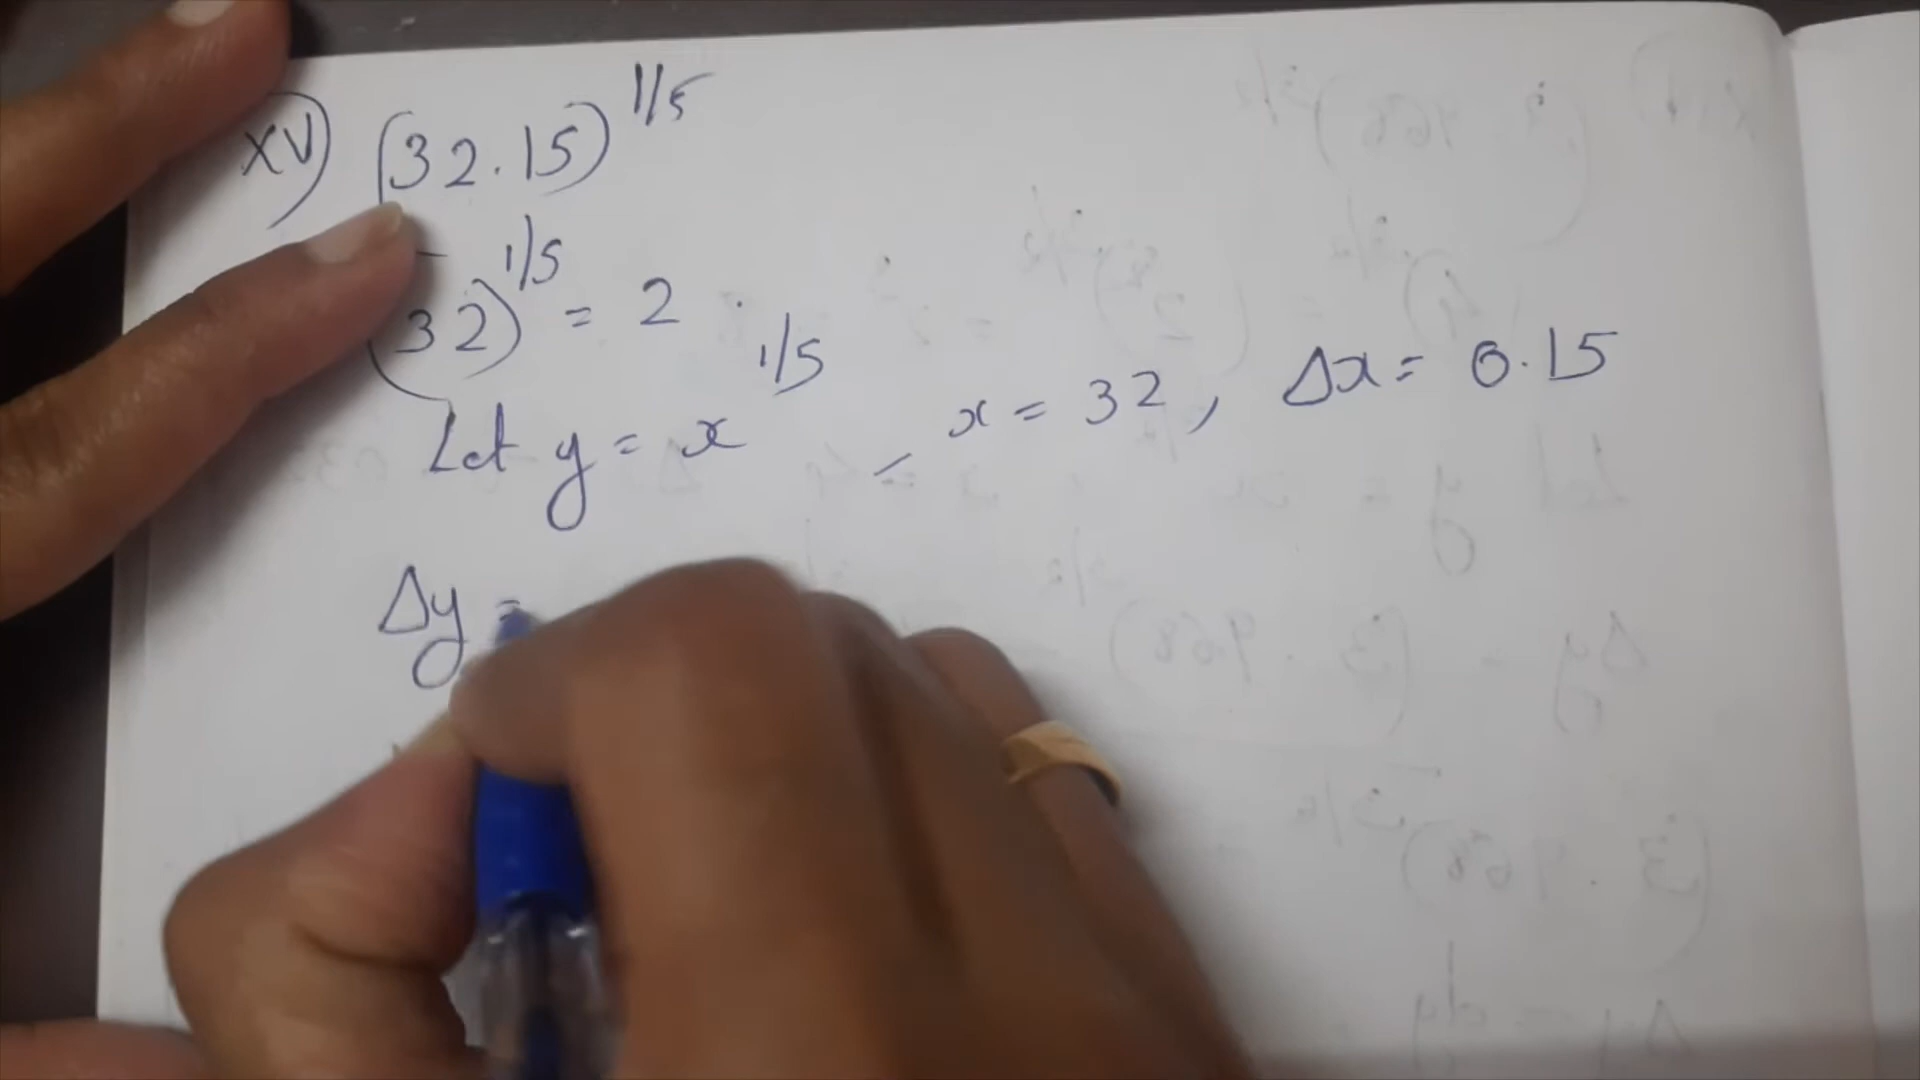 XV) (32.15)^1/5
(32)^1/5 = 2
Let y = x^1/5 – x = 32, Δx = 0.15
Δy =